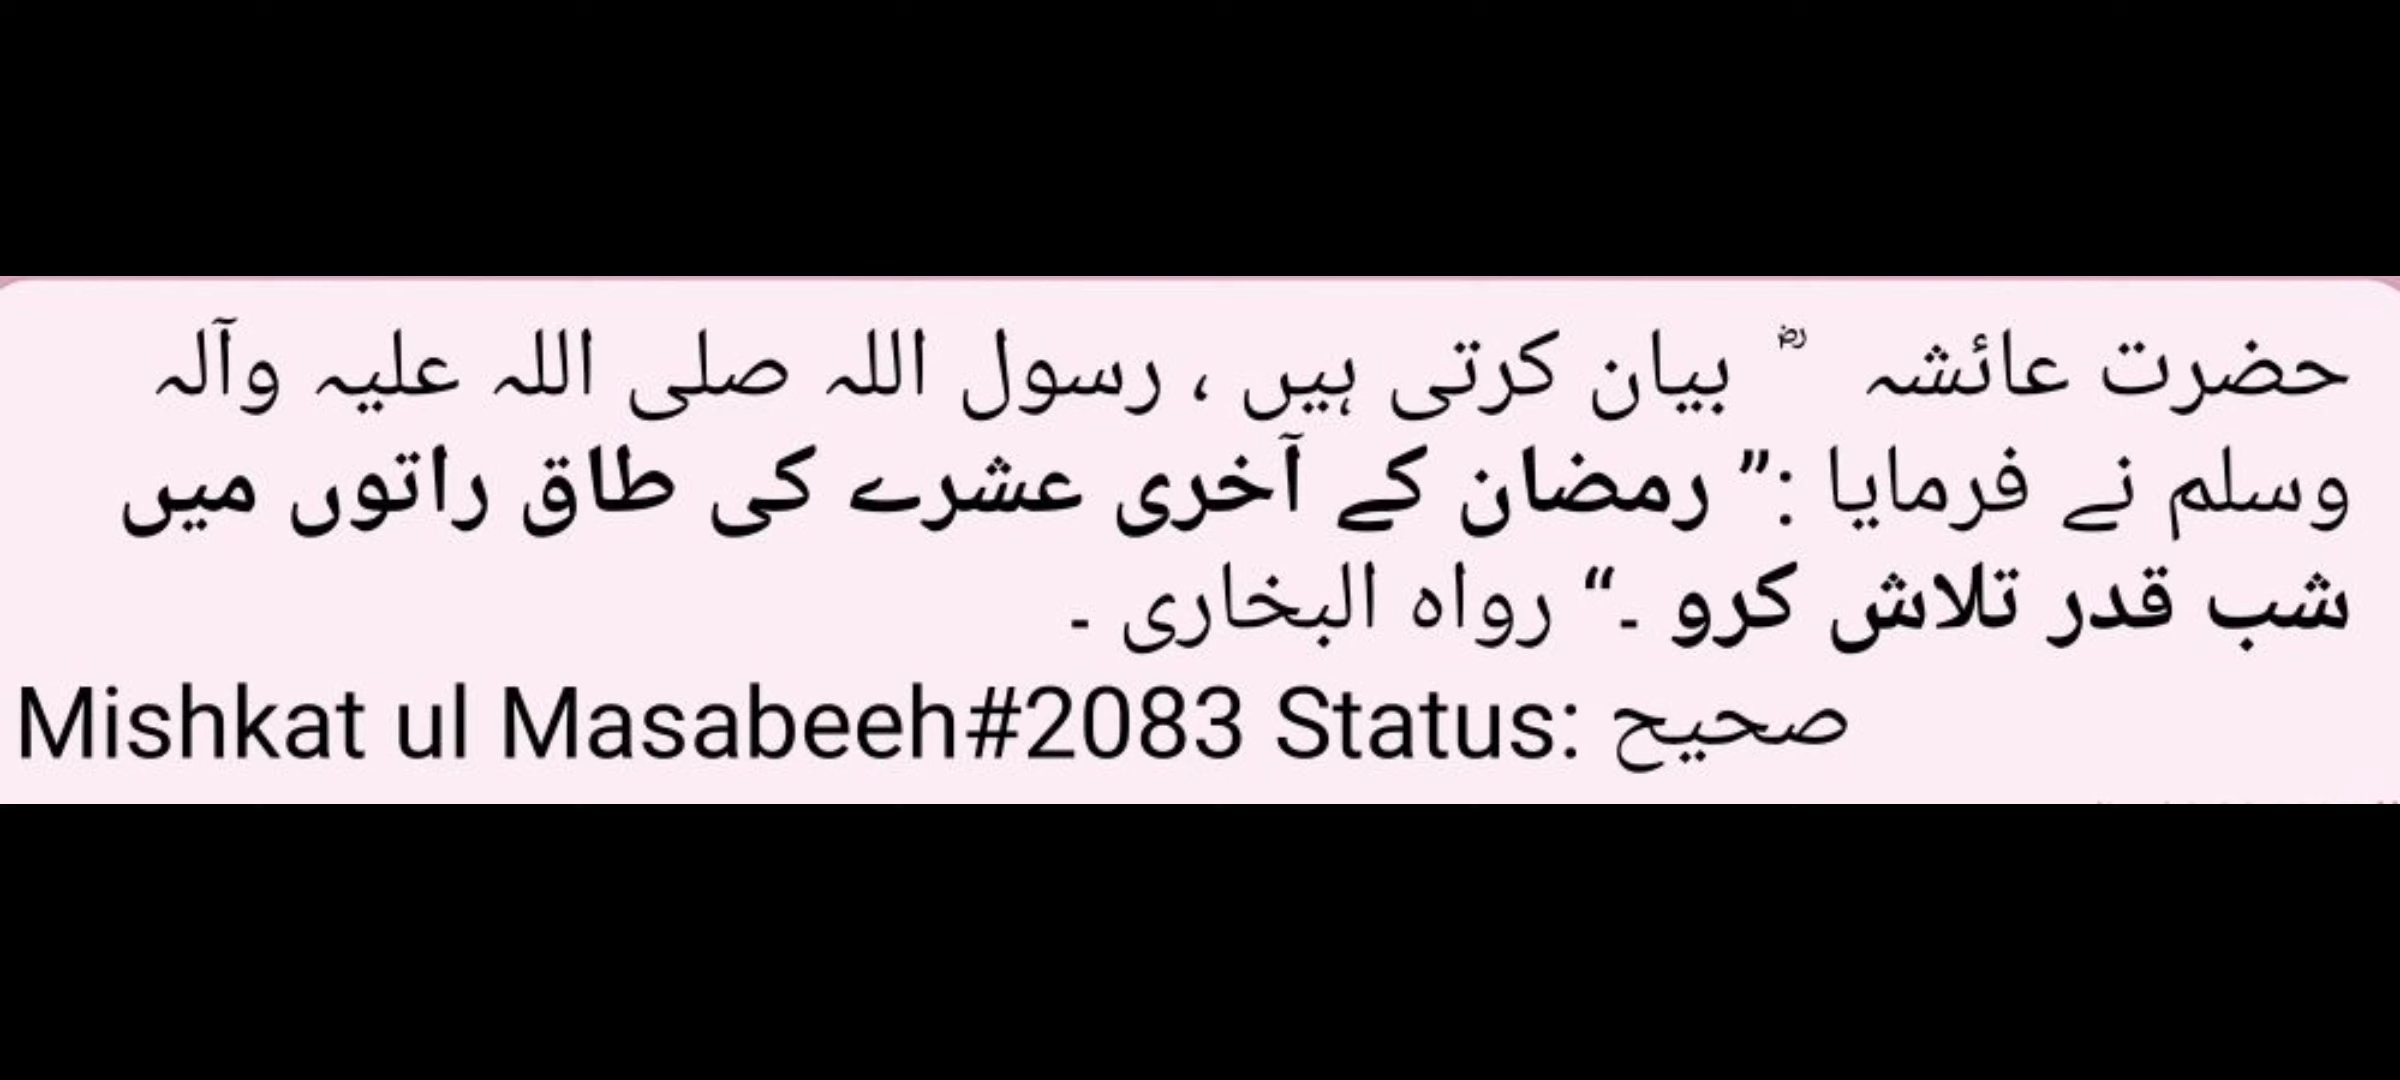 حضرت عائشہ ؓ بیان کرتی ہیں ، رسول اللہ صلی اللہ علیہ وآلہ
وسلم نے فرمایا :” رمضان کے آخری عشرے کی طاق راتوں میں
شب قدر تلاش کرو ۔“ رواہ البخاری ۔
Mishkat ul Masabeeh#2083 Status: صحیح